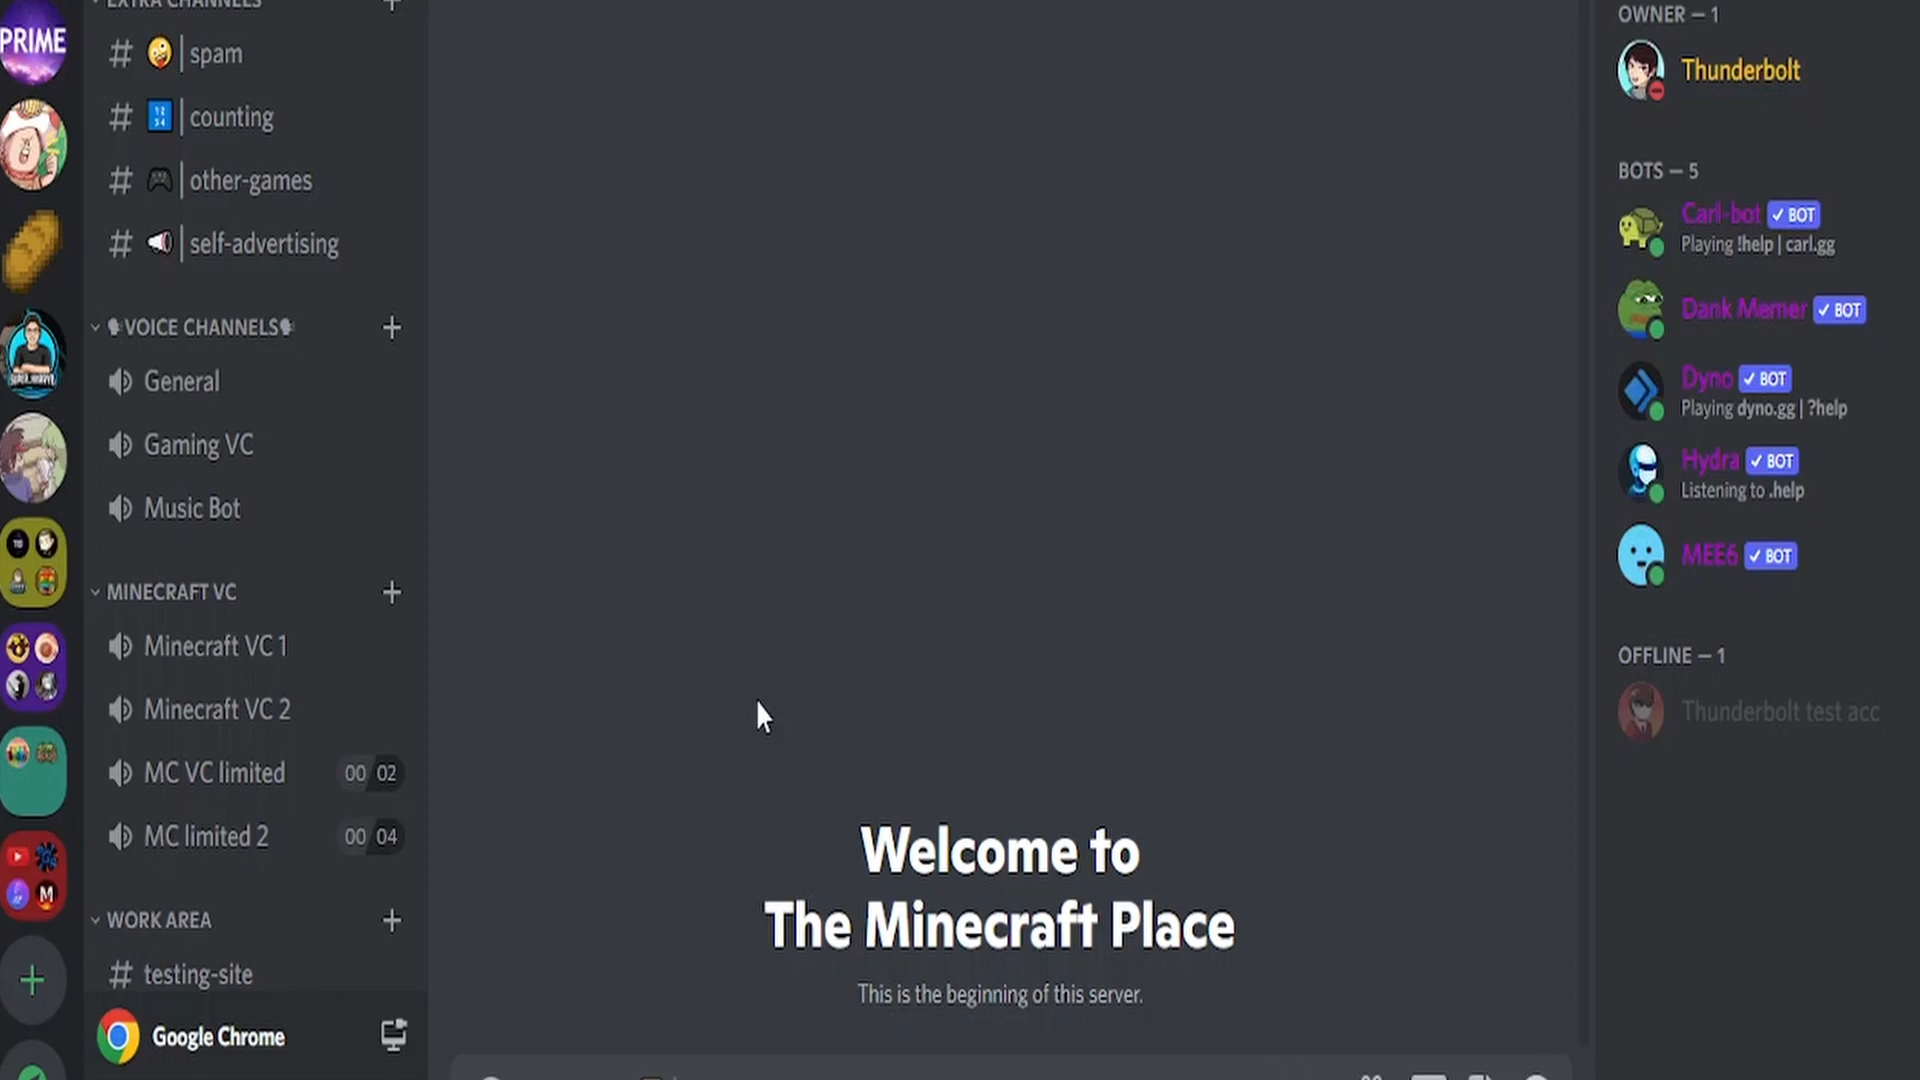 PRIME
EXTRA CHANNELS
spam
counting
other-games
self-advertising
VOICE CHANNELS
General
Gaming VC
Music Bot
MINECRAFT VC
Minecraft VC 1
Minecraft VC 2
MC VC limited 00 02
MC limited 2 00 04
WORK AREA
testing-site
Google Chrome
Welcome to
The Minecraft Place
This is the beginning of this server.
OWNER — 1
Thunderbolt
BOTS — 5
Carl-bot ✓ BOT
Playing !help | carl.gg
Dank Memer ✓ BOT
Dyno ✓ BOT
Playing dyno.gg | ?help
Hydra ✓ BOT
Listening to .help
MEE6 ✓ BOT
OFFLINE — 1
Thunderbolt test acc